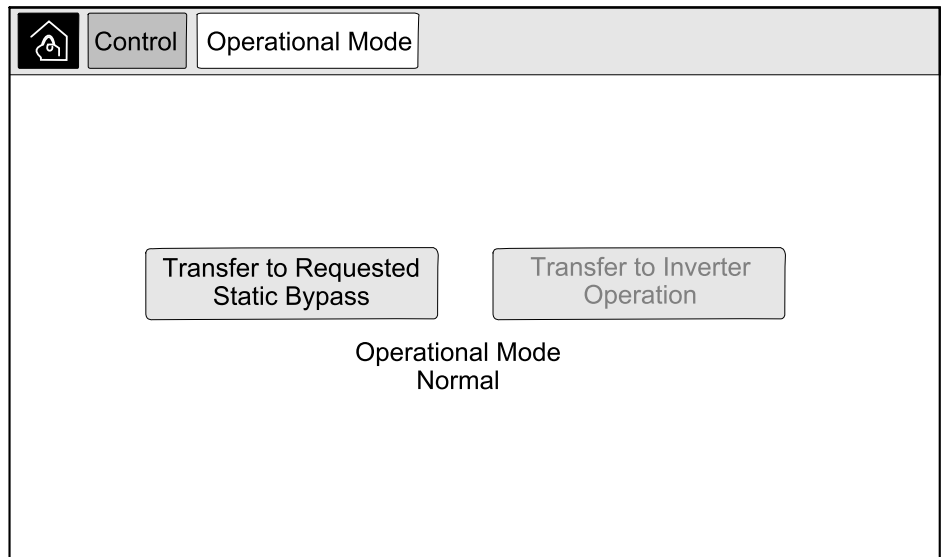 Control
Operational Mode
Transfer to Requested
Static Bypass
Transfer to Inverter
Operation
Operational Mode
Normal